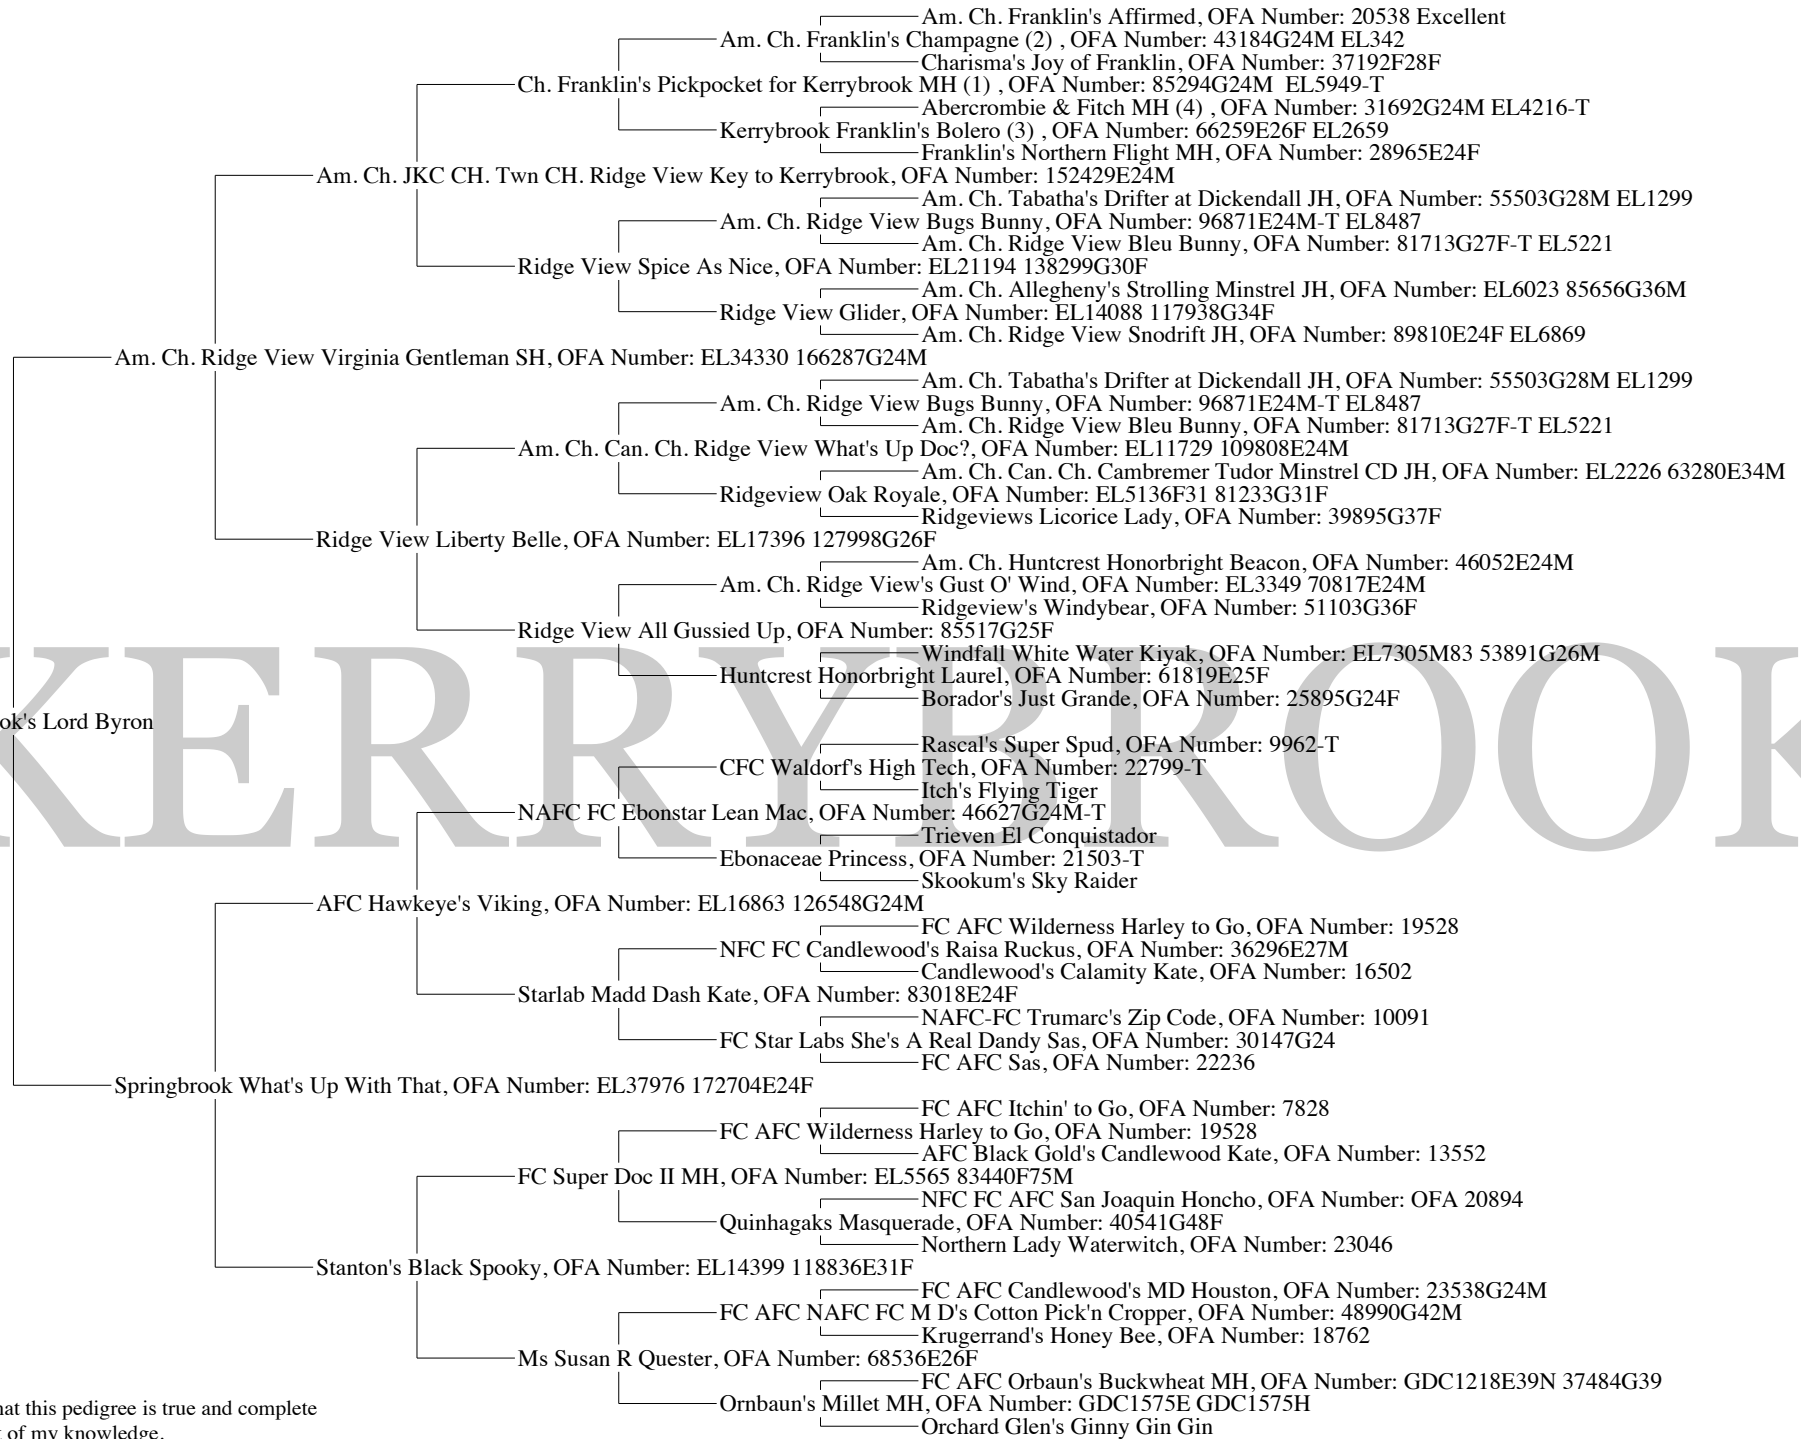 Am. Ch. Franklin's Affirmed, OFA Number: 20538 Excellent
Am. Ch. Franklin's Champagne (2) , OFA Number: 43184G24M EL342
Charisma's Joy of Franklin, OFA Number: 37192F28F
Ch. Franklin's Pickpocket for Kerrybrook MH (1) , OFA Number: 85294G24M EL5949-T
Abercrombie & Fitch MH (4) , OFA Number: 31692G24M EL4216-T
Kerrybrook Franklin's Bolero (3) , OFA Number: 66259E26F EL2659
Franklin's Northern Flight MH, OFA Number: 28965E24F
Am. Ch. JKC CH. Twn CH. Ridge View Key to Kerrybrook, OFA Number: 152429E24M
Am. Ch. Tabatha's Drifter at Dickendall JH, OFA Number: 55503G28M EL1299
Am. Ch. Ridge View Bugs Bunny, OFA Number: 96871E24M-T EL8487
Am. Ch. Ridge View Bleu Bunny, OFA Number: 81713G27F-T EL5221
Ridge View Spice As Nice, OFA Number: EL21194 138299G30F
Am. Ch. Allegheny's Strolling Minstrel JH, OFA Number: EL6023 85656G36M
Ridge View Glider, OFA Number: EL14088 117938G34F
Am. Ch. Ridge View Snodrift JH, OFA Number: 89810E24F EL6869
Am. Ch. Ridge View Virginia Gentleman SH, OFA Number: EL34330 166287G24M
Am. Ch. Tabatha's Drifter at Dickendall JH, OFA Number: 55503G28M EL1299
Am. Ch. Ridge View Bugs Bunny, OFA Number: 96871E24M-T EL8487
Am. Ch. Ridge View Bleu Bunny, OFA Number: 81713G27F-T EL5221
Am. Ch. Can. Ch. Ridge View What's Up Doc?, OFA Number: EL11729 109808E24M
Am. Ch. Can. Ch. Cambremer Tudor Minstrel CD JH, OFA Number: EL2226 63280E34M
Ridgeview Oak Royale, OFA Number: EL5136F31 81233G31F
Ridgeviews Licorice Lady, OFA Number: 39895G37F
Ridge View Liberty Belle, OFA Number: EL17396 127998G26F
Am. Ch. Huntcrest Honorbright Beacon, OFA Number: 46052E24M
Am. Ch. Ridge View's Gust O' Wind, OFA Number: EL3349 70817E24M
Ridgeview's Windybear, OFA Number: 51103G36F
Ridge View All Gussied Up, OFA Number: 85517G25F
Windfall White Water Kiyak, OFA Number: EL7305M83 53891G26M
Huntcrest Honorbright Laurel, OFA Number: 61819E25F
Borador's Just Grande, OFA Number: 25895G24F
ok's Lord Byron
KERRYBROOK
Rascal's Super Spud, OFA Number: 9962-T
CFC Waldorf's High Tech, OFA Number: 22799-T
Itch's Flying Tiger
NAFC FC Ebonstar Lean Mac, OFA Number: 46627G24M-T
Trieven El Conquistador
Ebonaceae Princess, OFA Number: 21503-T
Skookum's Sky Raider
AFC Hawkeye's Viking, OFA Number: EL16863 126548G24M
FC AFC Wilderness Harley to Go, OFA Number: 19528
NFC FC Candlewood's Raisa Ruckus, OFA Number: 36296E27M
Candlewood's Calamity Kate, OFA Number: 16502
Starlab Madd Dash Kate, OFA Number: 83018E24F
NAFC-FC Trumarc's Zip Code, OFA Number: 10091
FC Star Labs She's A Real Dandy Sas, OFA Number: 30147G24
FC AFC Sas, OFA Number: 22236
Springbrook What's Up With That, OFA Number: EL37976 172704E24F
FC AFC Itchin' to Go, OFA Number: 7828
FC AFC Wilderness Harley to Go, OFA Number: 19528
AFC Black Gold's Candlewood Kate, OFA Number: 13552
FC Super Doc II MH, OFA Number: EL5565 83440F75M
NFC FC AFC San Joaquin Honcho, OFA Number: OFA 20894
Quinhagaks Masquerade, OFA Number: 40541G48F
Northern Lady Waterwitch, OFA Number: 23046
Stanton's Black Spooky, OFA Number: EL14399 118836E31F
FC AFC Candlewood's MD Houston, OFA Number: 23538G24M
FC AFC NAFC FC M D's Cotton Pick'n Cropper, OFA Number: 48990G42M
Krugerrand's Honey Bee, OFA Number: 18762
Ms Susan R Quester, OFA Number: 68536E26F
FC AFC Orbaun's Buckwheat MH, OFA Number: GDC1218E39N 37484G39
Ornbaun's Millet MH, OFA Number: GDC1575E GDC1575H
Orchard Glen's Ginny Gin Gin
hat this pedigree is true and complete
t of my knowledge.